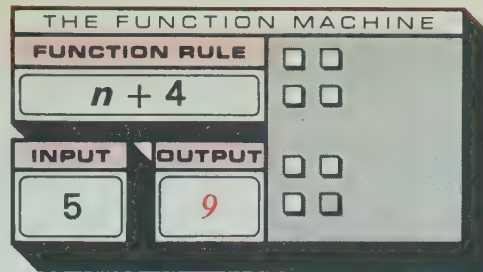 THE FUNCTION MACHINE
FUNCTION RULE
n + 4
INPUT OUTPUT
5 9